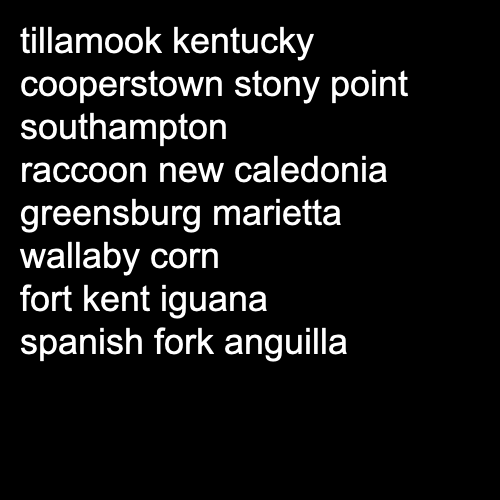 tillamook kentucky
cooperstown stony point
southampton
raccoon new caledonia
greensburg marietta
wallaby corn
fort kent iguana
spanish fork anguilla